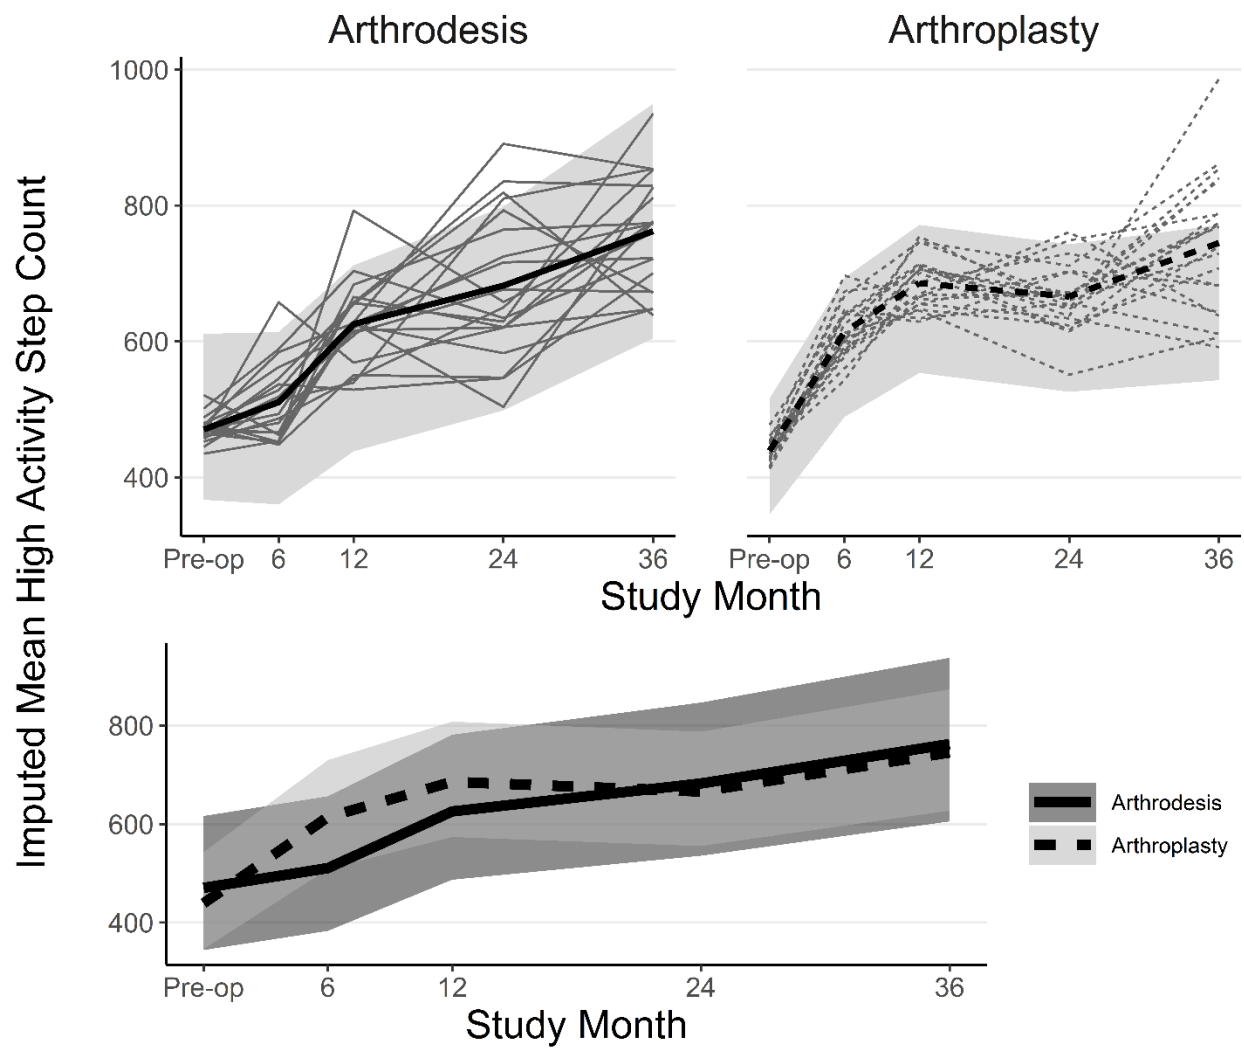 Arthrodesis
Arthroplasty
Imputed Mean High Activity Step Count
1000
800
600
400
Pre-op 6 12 24 36
Pre-op 6 12 24 36
Study Month
800
600
400
Pre-op 6 12 24 36
Study Month
Arthrodesis
Arthroplasty